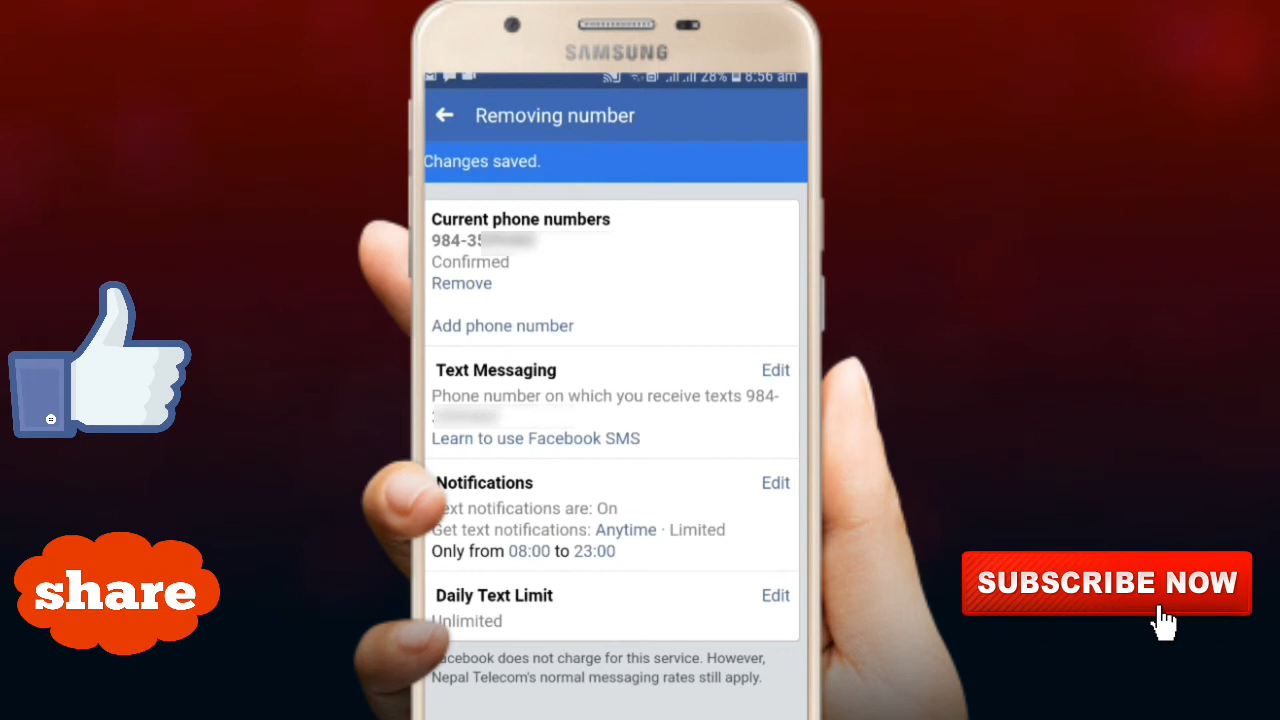 SAMSUNG
28% 8:56 am
Removing number
Changes saved.
Current phone numbers
984-3
Confirmed
Remove
Add phone number
Text Messaging Edit
Phone number on which you receive texts 984-
Learn to use Facebook SMS
Notifications Edit
ext notifications are: On
Get text notifications: Anytime · Limited
Only from 08:00 to 23:00
Daily Text Limit Edit
Unlimited
acebook does not charge for this service. However,
Nepal Telecom's normal messaging rates still apply.
share
SUBSCRIBE NOW